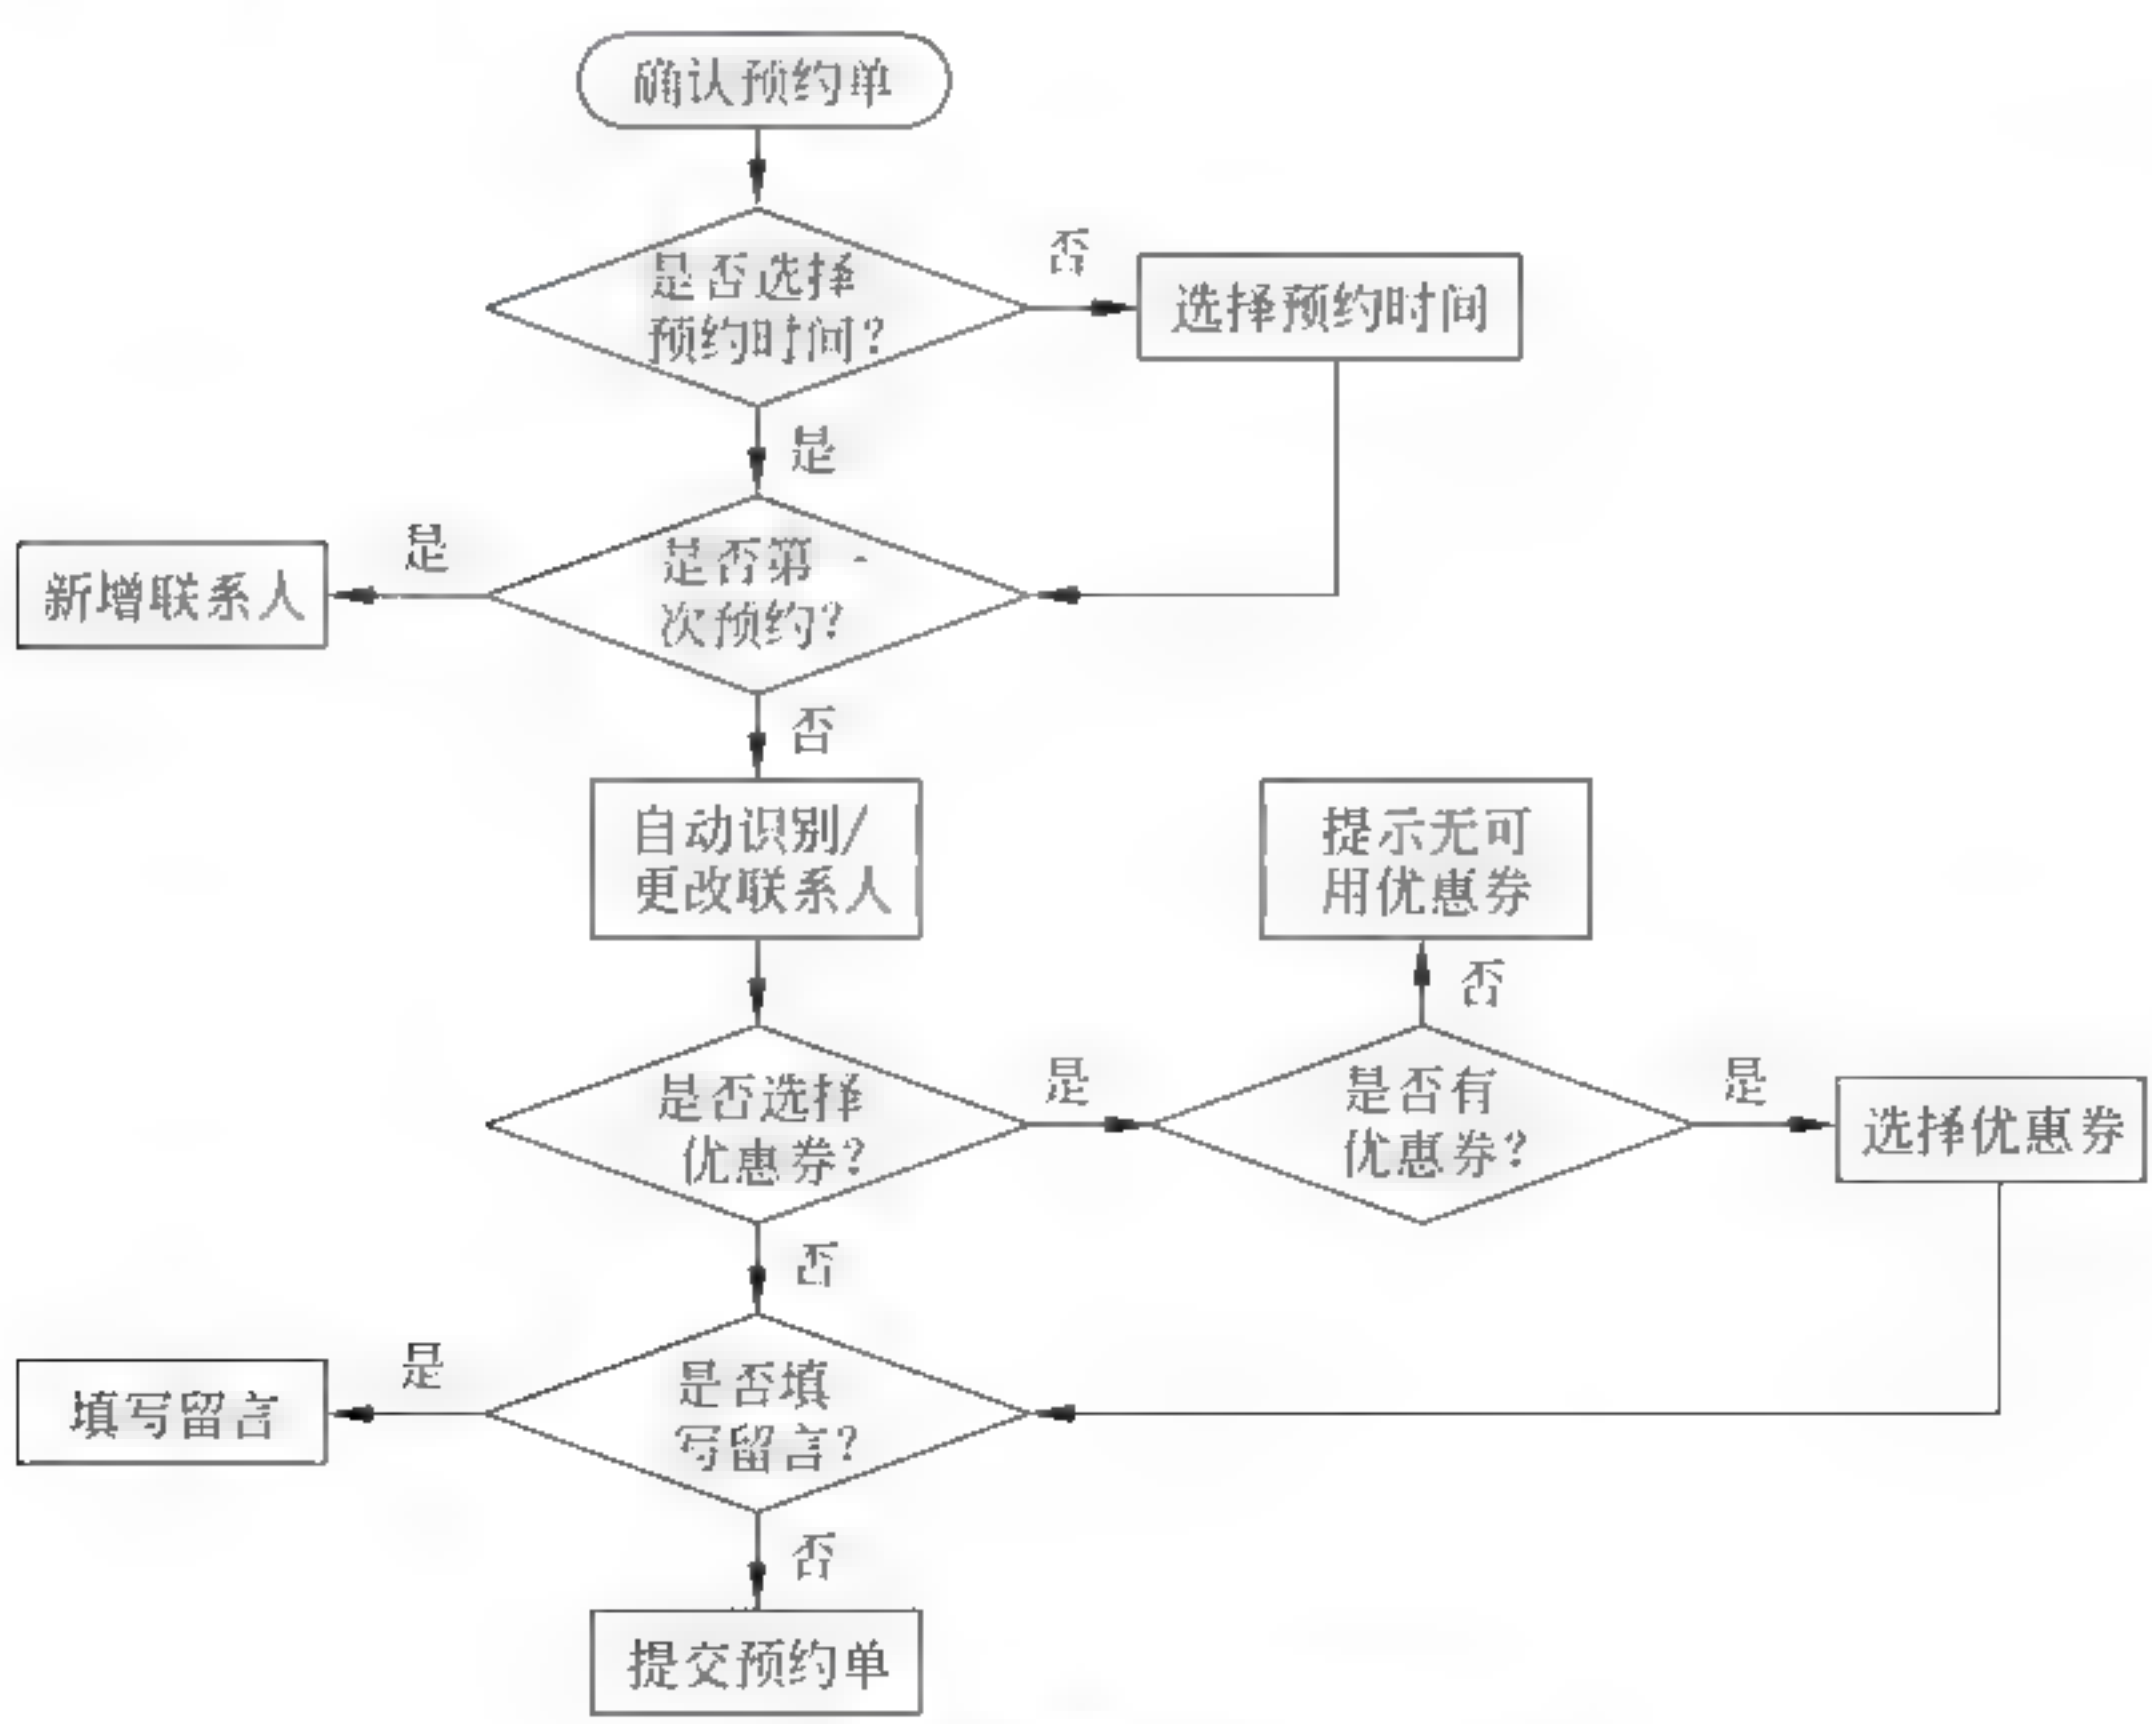 确认预约单
是否选择
预约时间?
否
选择预约时间
是
是否第一
次预约?
是
新增联系人
否
自动识别/
更改联系人
提示无可
用优惠券
否
是否选择
优惠券?
是
是否有
优惠券?
是
选择优惠券
否
是否填
写留言?
是
填写留言
否
提交预约单